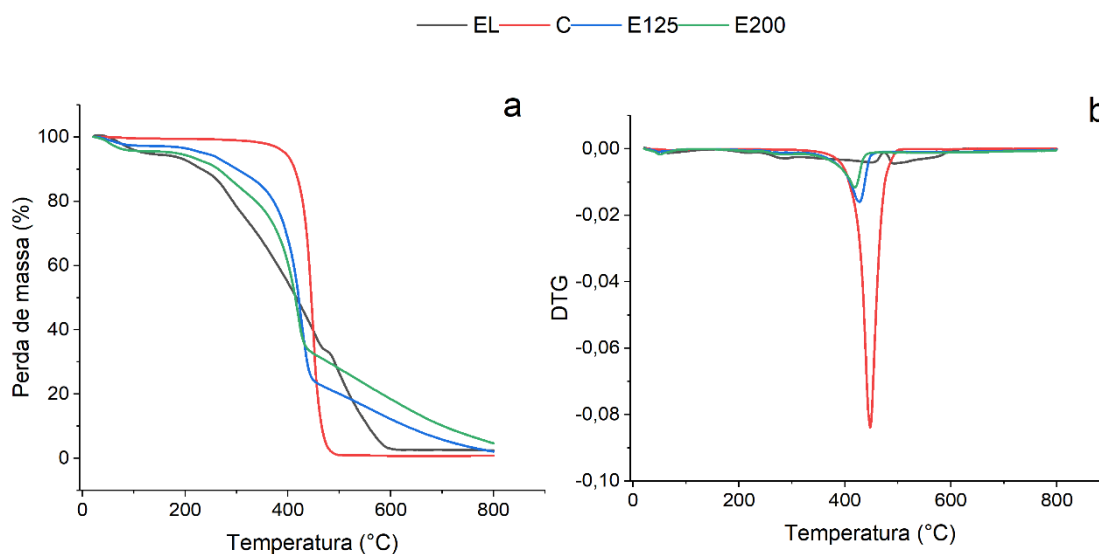 EL C E125 E200
a
100
80
60
40
20
0
Perda de massa (%)
0 200 400 600 800
Temperatura (°C)
b
0,00
-0,02
-0,04
-0,06
-0,08
-0,10
DTG
0 200 400 600 800
Temperatura (°C)